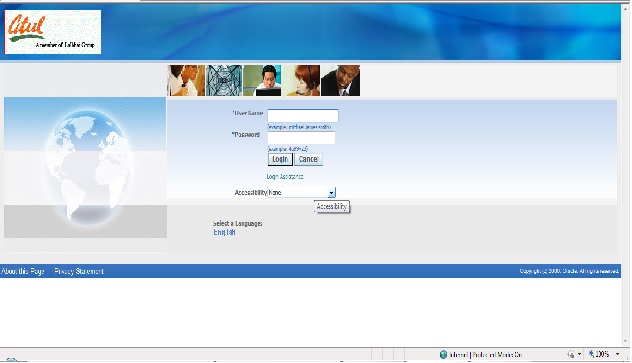 Atul
A member of Lalbhai Group
*User Name
(example: michael.james.smith)
*Password
(example: 4u99v23)
Login Cancel
Login Assistance
Accessibility None
Accessibility
Select a Language:
English
About this Page Privacy Statement
Copyright (c) 2006, Oracle. All rights reserved.
Internet | Protected Mode: On
100%